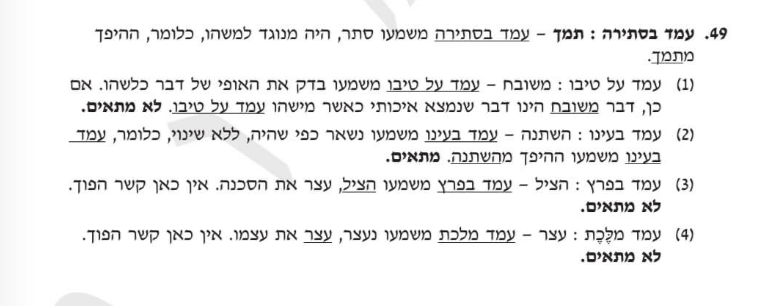 49. עמד בסתירה : תמך – עמד בסתירה משמעו סתר, היה מנוגד למשהו, כלומר, ההיפך
מתמך.
(1) עמד על טיבו : משובח – עמד על טיבו משמעו בדק את האופי של דבר כלשהו. אם
כן, דבר משובח הינו דבר שנמצא איכותי כאשר מישהו עמד על טיבו. לא מתאים.
(2) עמד בעינו : השתנה – עמד בעינו משמעו נשאר כפי שהיה, ללא שינוי, כלומר, עמד
בעינו משמעו ההיפך מהשתנה. מתאים.
(3) עמד בפרץ : הציל – עמד בפרץ משמעו הציל, עצר את הסכנה. אין כאן קשר הפוך.
לא מתאים.
(4) עמד מִלֶּכֶת : עצר – עמד מלכת משמעו נעצר, עצר את עצמו. אין כאן קשר הפוך.
לא מתאים.